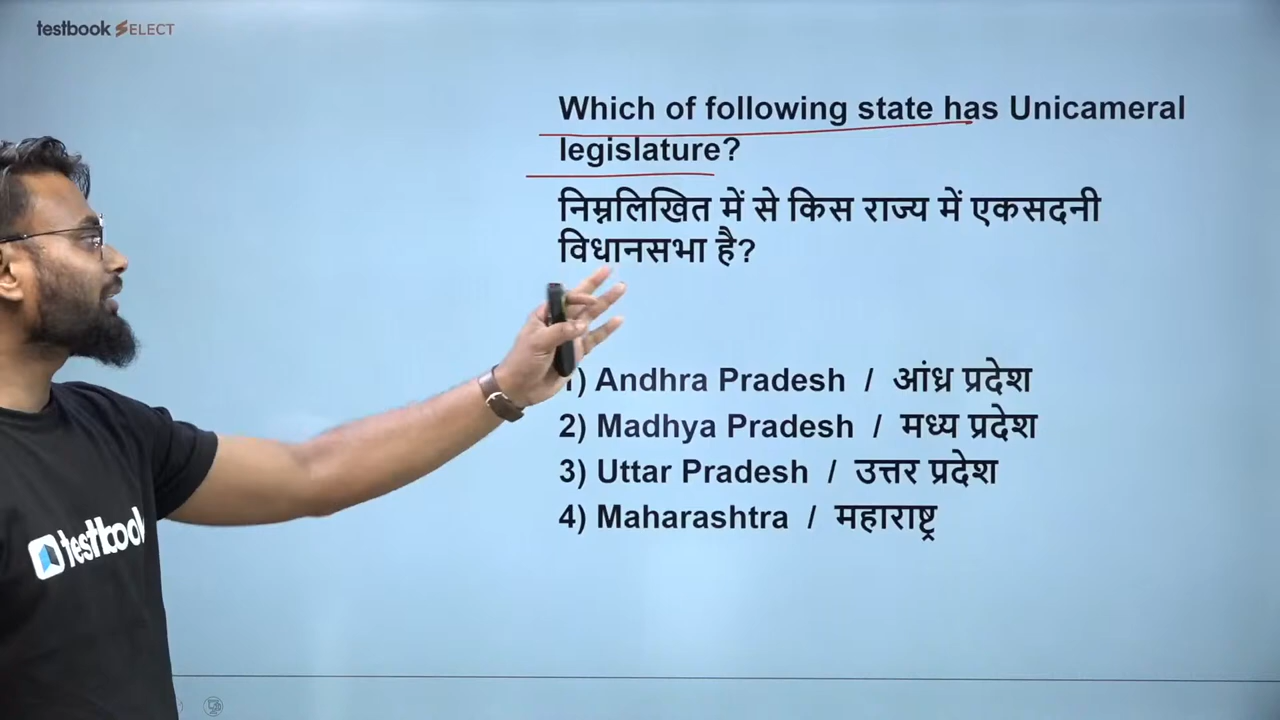 testbook SELECT
Which of following state has Unicameral
legislature?
निम्नलिखित में से किस राज्य में एकसदनी
विधानसभा है?
1) Andhra Pradesh / आंध्र प्रदेश
2) Madhya Pradesh / मध्य प्रदेश
3) Uttar Pradesh / उत्तर प्रदेश
4) Maharashtra / महाराष्ट्र
testbook